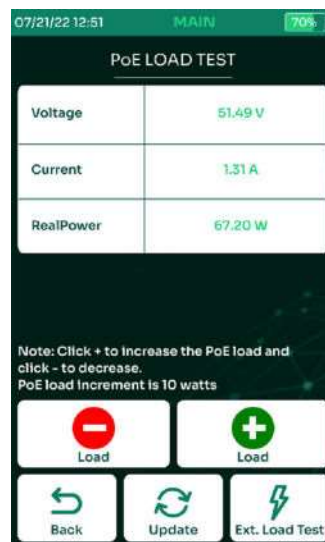 07/21/22 12:51 MAIN 70%
PoE LOAD TEST
Voltage 51.49 V
Current 1.31 A
RealPower 67.20 W
Note: Click + to increase the PoE load and
click - to decrease.
PoE load increment is 10 watts
Load Load
Back Update Ext. Load Test